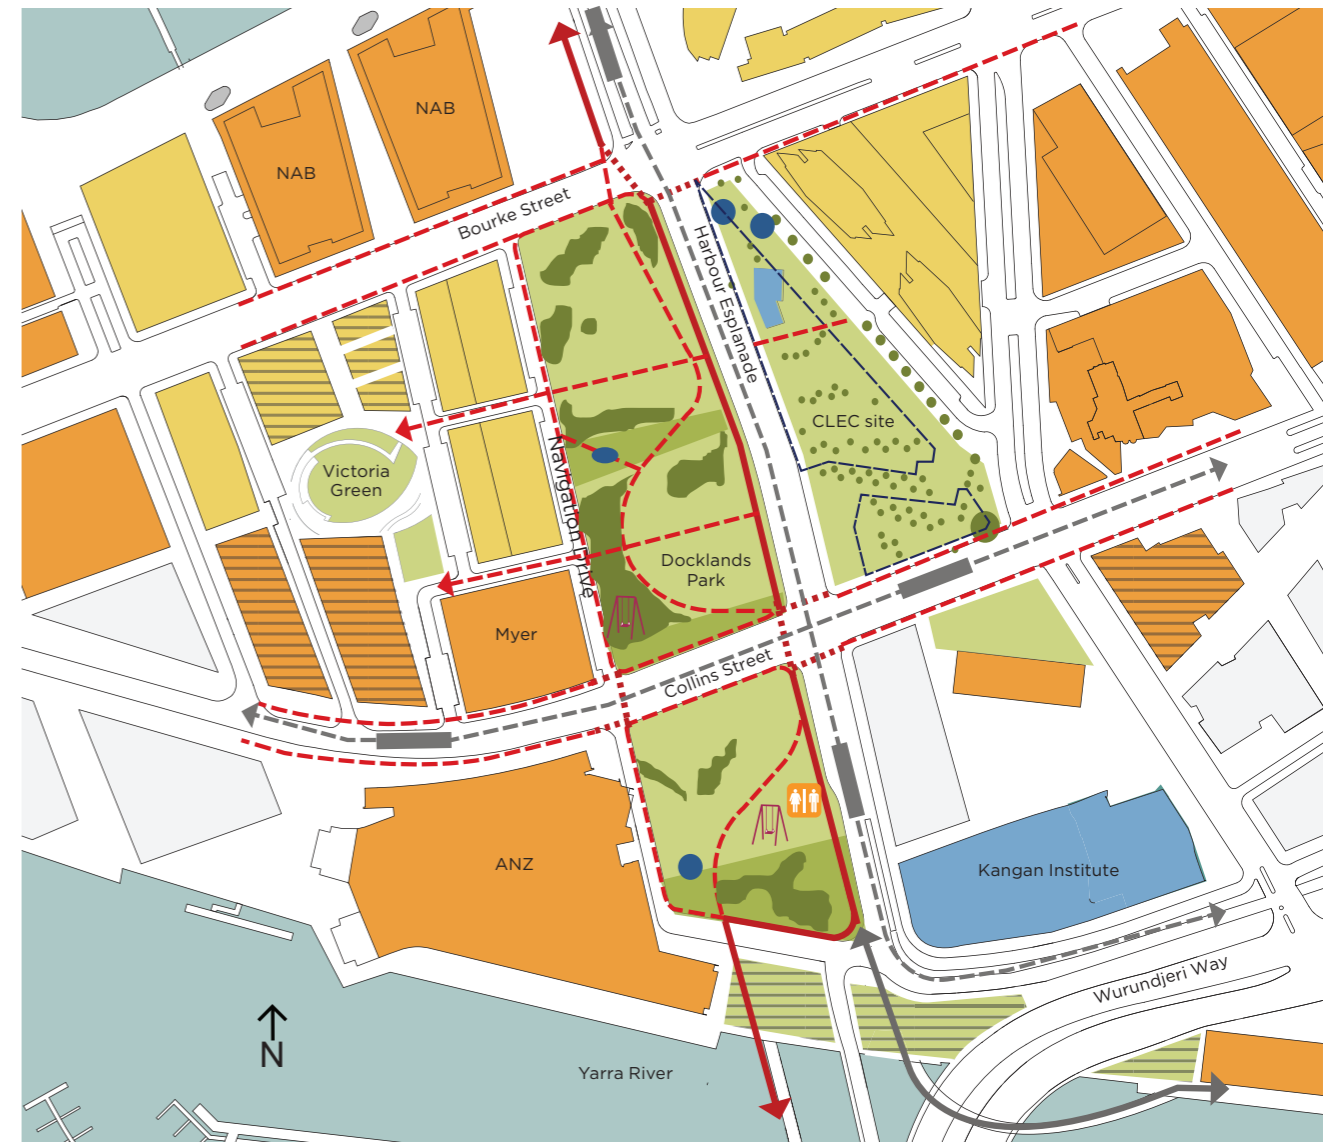 NAB
NAB
Bourke Street
Harbour Esplanade
CLEC site
Victoria
Green
Navigation Drive
Docklands
Park
Myer
Collins Street
ANZ
Kangan Institute
Wurundjeri Way
N
Yarra River